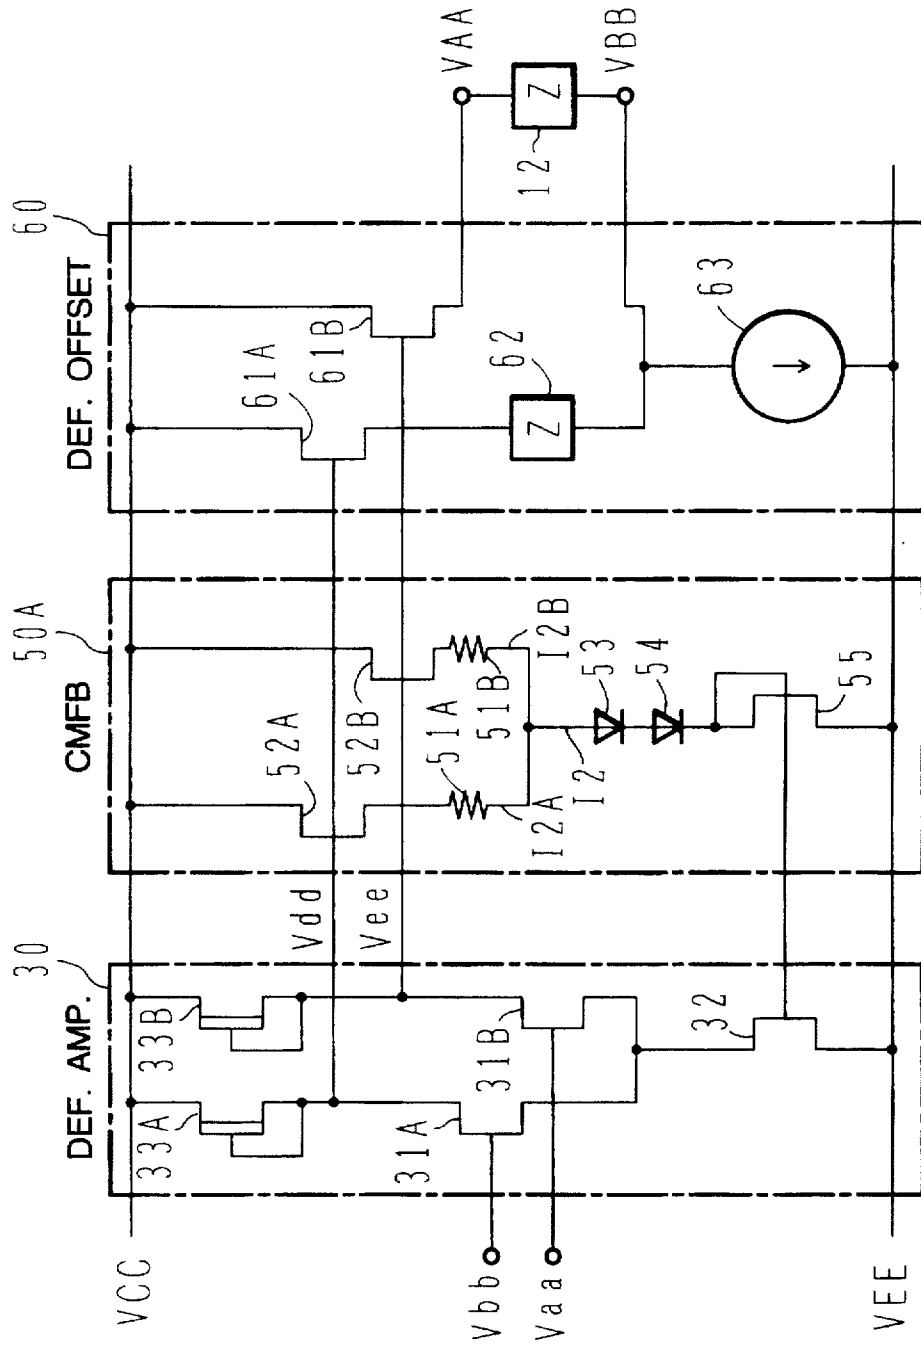 30
50A
60
DEF. AMP.
CMFB
DEF. OFFSET
VCC
33A
33B
52A
52B
61A
61B
VAA
Vdd
Vee
Vbb
Vaa
31A
31B
51A
51B
I2A
I2B
I2
53
54
Z
62
Z
12
VBB
32
55
63
VEE